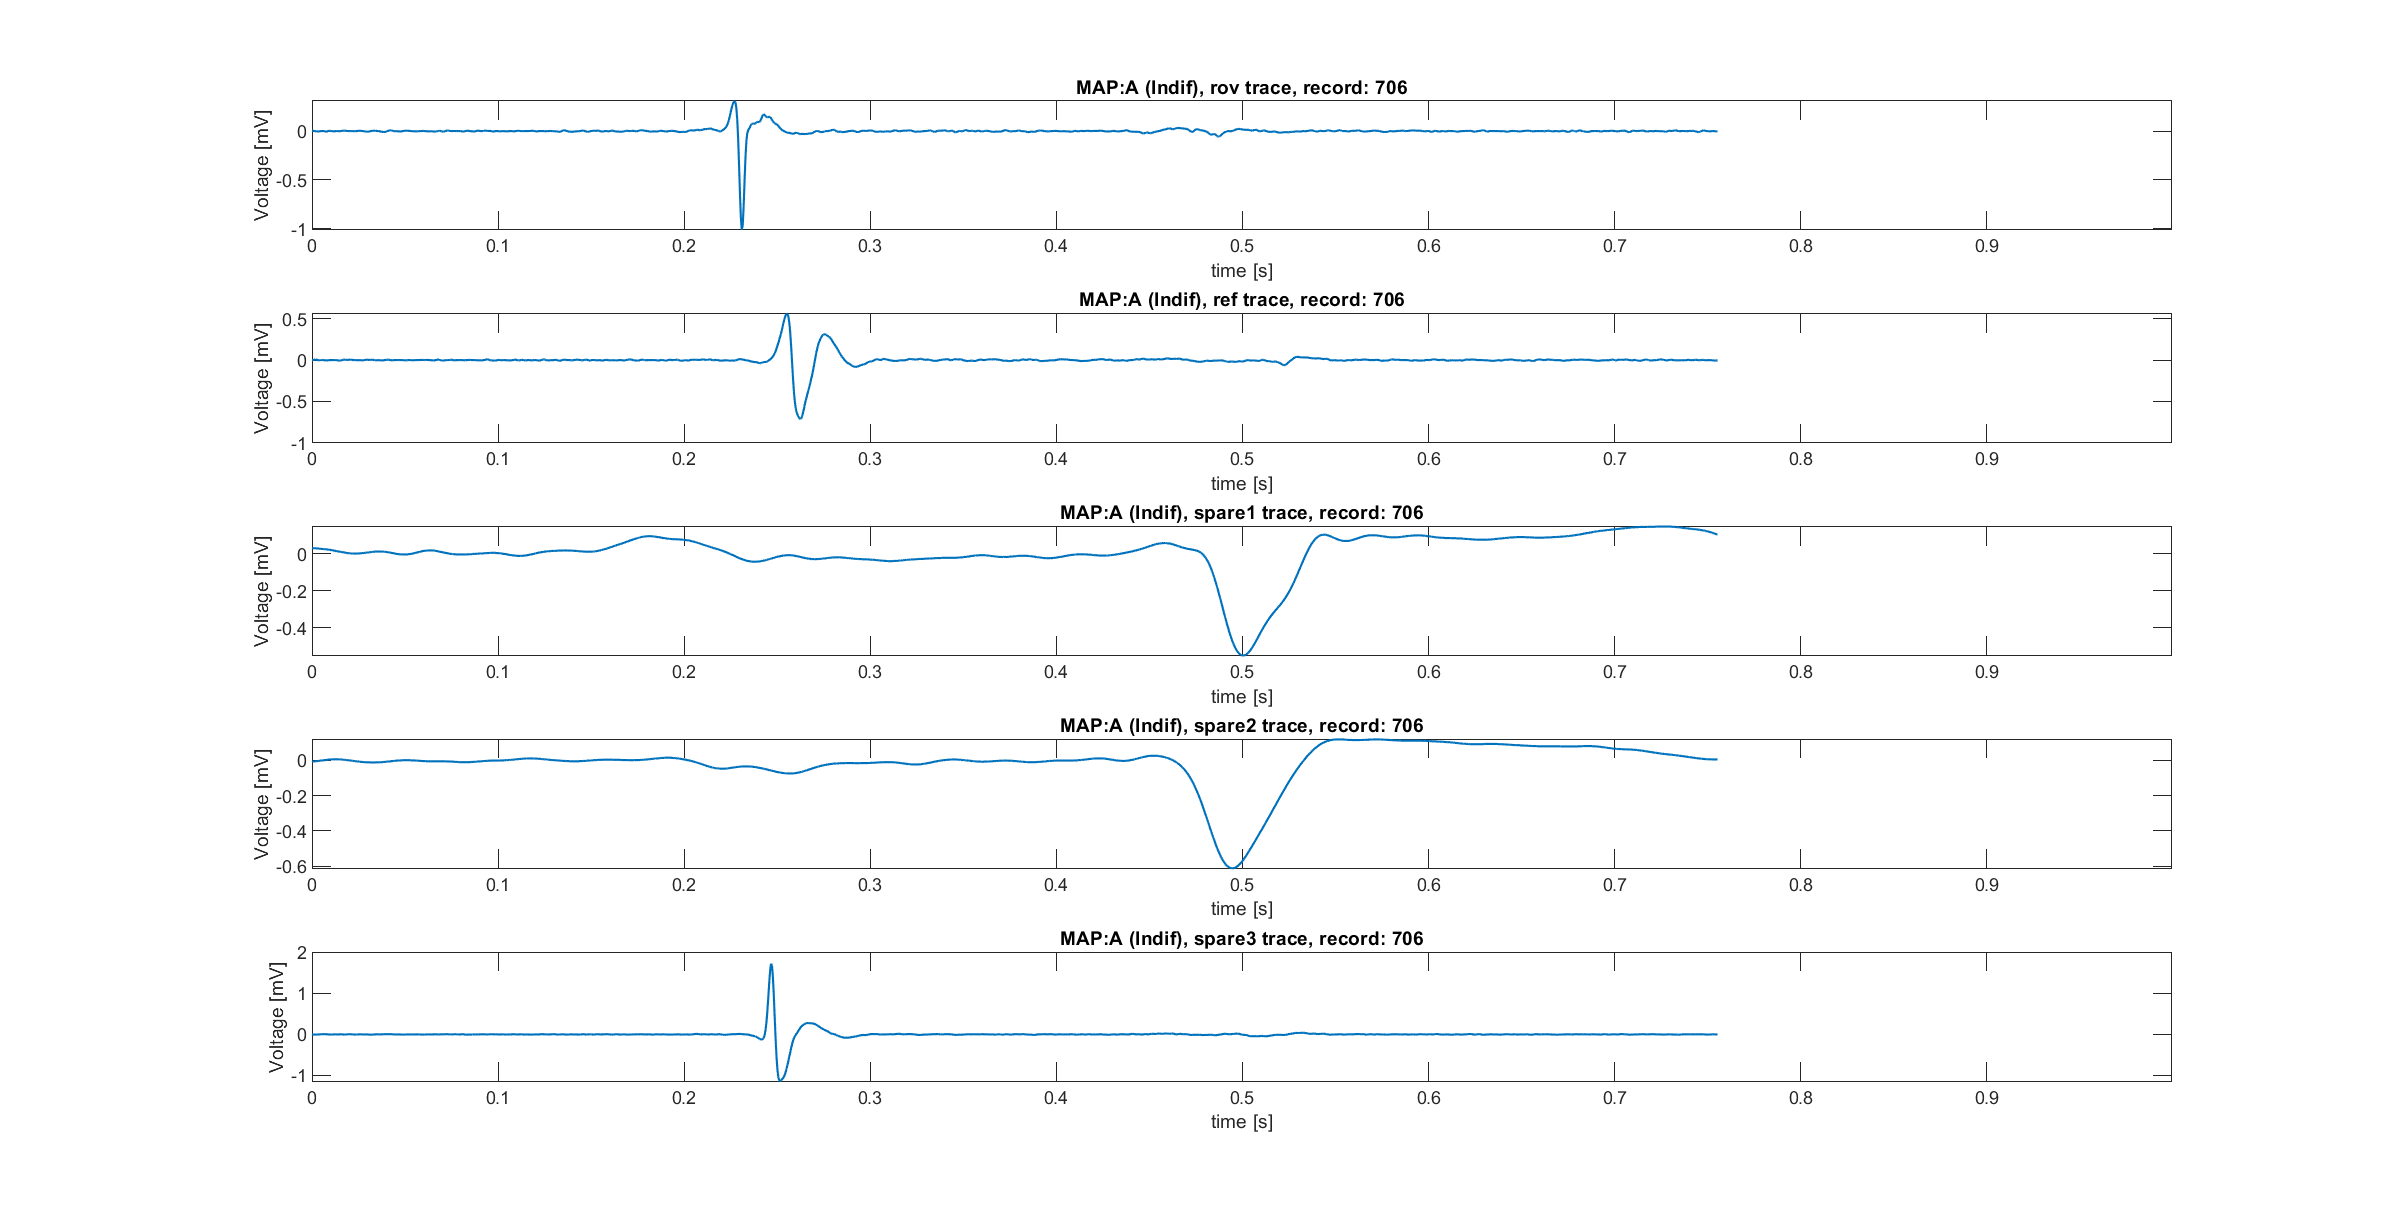 MAP:A (Indif), rov trace, record: 706
Voltage [mV]
0
-0.5
-1
0 0.1 0.2 0.3 0.4 0.5 0.6 0.7 0.8 0.9
time [s]
MAP:A (Indif), ref trace, record: 706
Voltage [mV]
0.5
0
-0.5
-1
0 0.1 0.2 0.3 0.4 0.5 0.6 0.7 0.8 0.9
time [s]
MAP:A (Indif), spare1 trace, record: 706
Voltage [mV]
0
-0.2
-0.4
0 0.1 0.2 0.3 0.4 0.5 0.6 0.7 0.8 0.9
time [s]
MAP:A (Indif), spare2 trace, record: 706
Voltage [mV]
0
-0.2
-0.4
-0.6
0 0.1 0.2 0.3 0.4 0.5 0.6 0.7 0.8 0.9
time [s]
MAP:A (Indif), spare3 trace, record: 706
Voltage [mV]
2
1
0
-1
0 0.1 0.2 0.3 0.4 0.5 0.6 0.7 0.8 0.9
time [s]